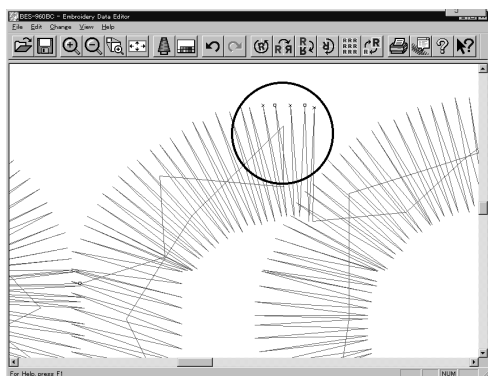 BES-960BC - Embroidery Data Editor
File Edit Change View Help
For Help, press F1
NUM